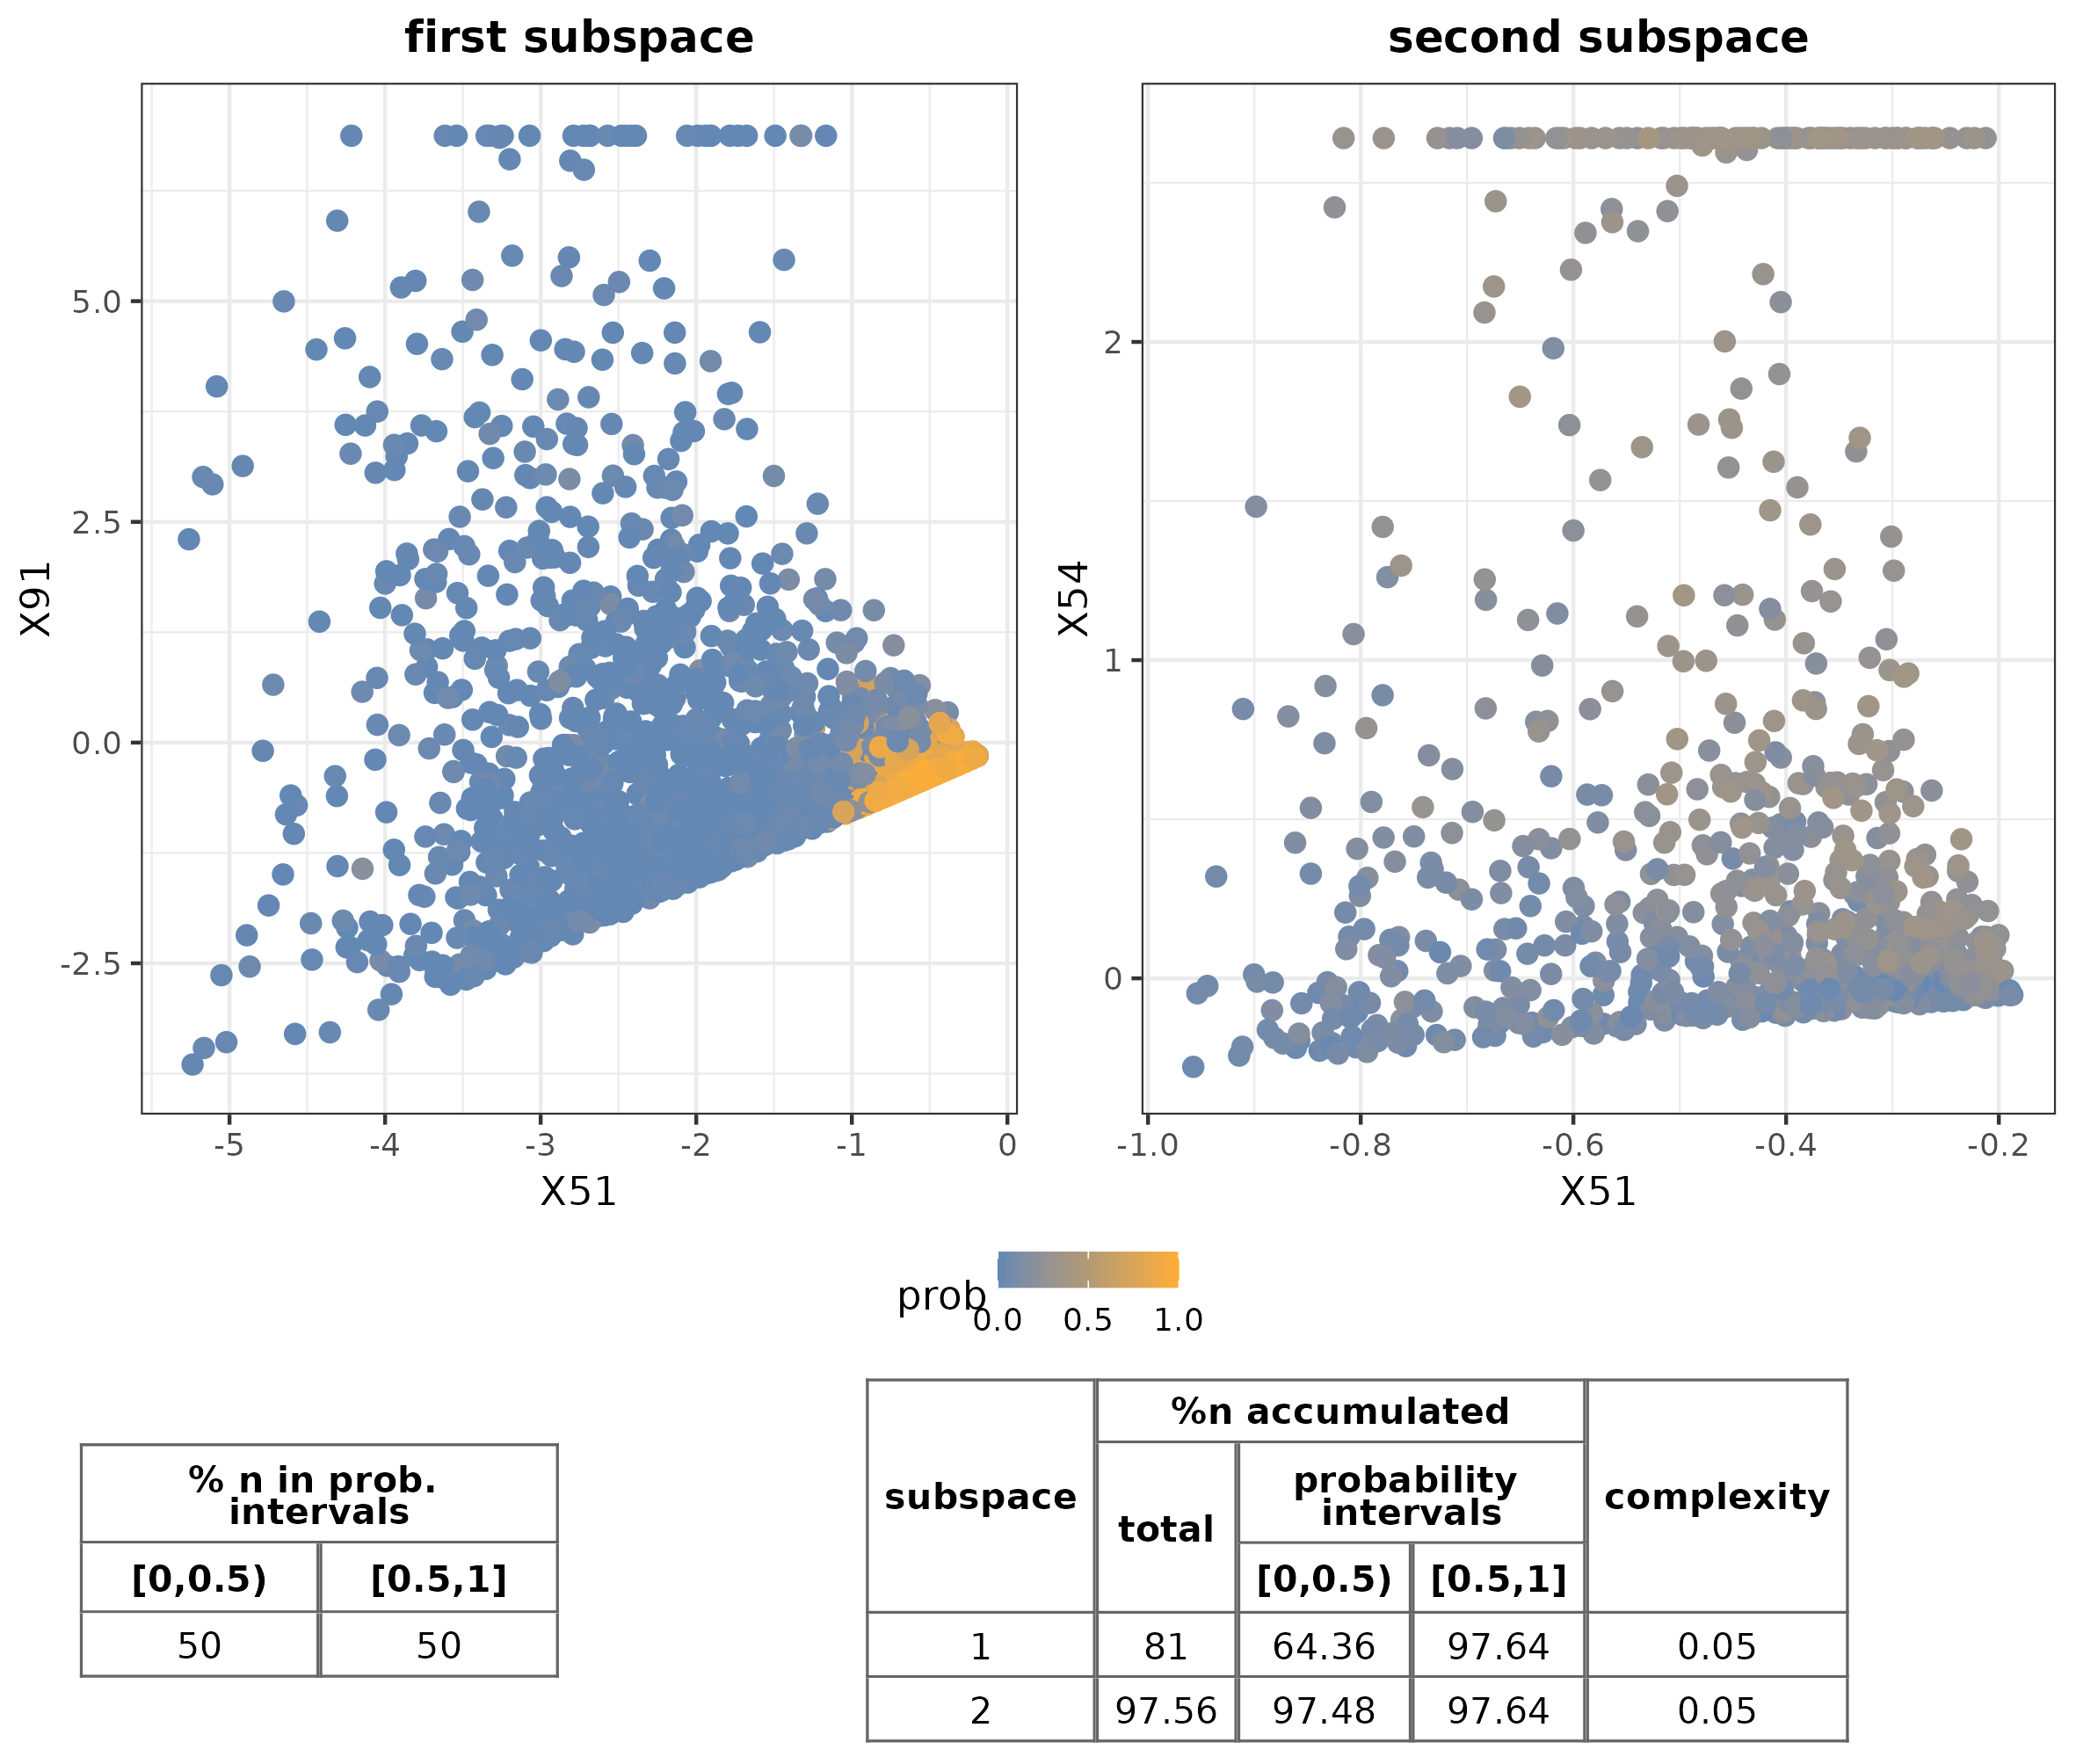 first subspace
second subspace
5.0
2.5
0.0
-2.5
X91
-5 -4 -3 -2 -1 0
X51
2
1
0
X54
-1.0 -0.8 -0.6 -0.4 -0.2
X51
prob
0.0 0.5 1.0
% n in prob.
intervals
[0,0.5) [0.5,1]
50 50
subspace
%n accumulated
total
probability
intervals
[0,0.5) [0.5,1]
complexity
1 81 64.36 97.64 0.05
2 97.56 97.48 97.64 0.05